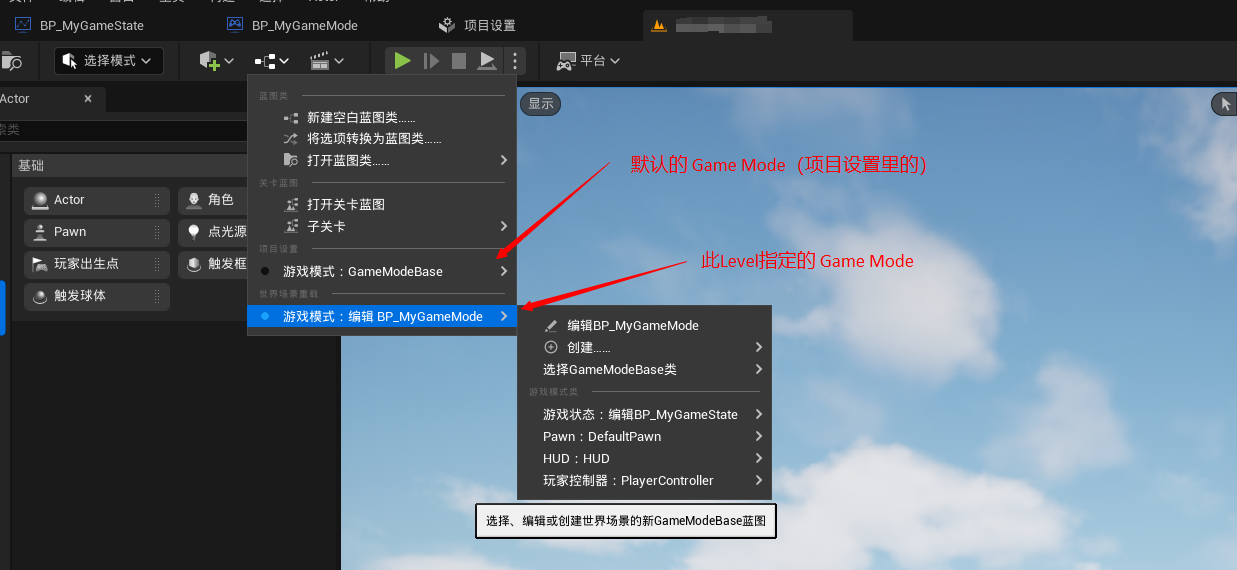 BP_MyGameState
BP_MyGameMode
项目设置
选择模式
平台
Actor
索类
显示
基础
Actor
角色
Pawn
点光源
玩家出生点
触发框
触发球体
蓝图类
新建空白蓝图类……
将选项转换为蓝图类……
打开蓝图类……
关卡蓝图
打开关卡蓝图
子关卡
项目设置
游戏模式：GameModeBase
世界场景重载
游戏模式：编辑 BP_MyGameMode
默认的 Game Mode（项目设置里的）
此Level指定的 Game Mode
编辑BP_MyGameMode
创建……
选择GameModeBase类
游戏模式类
游戏状态：编辑BP_MyGameState
Pawn：DefaultPawn
HUD：HUD
玩家控制器：PlayerController
选择、编辑或创建世界场景的新GameModeBase蓝图